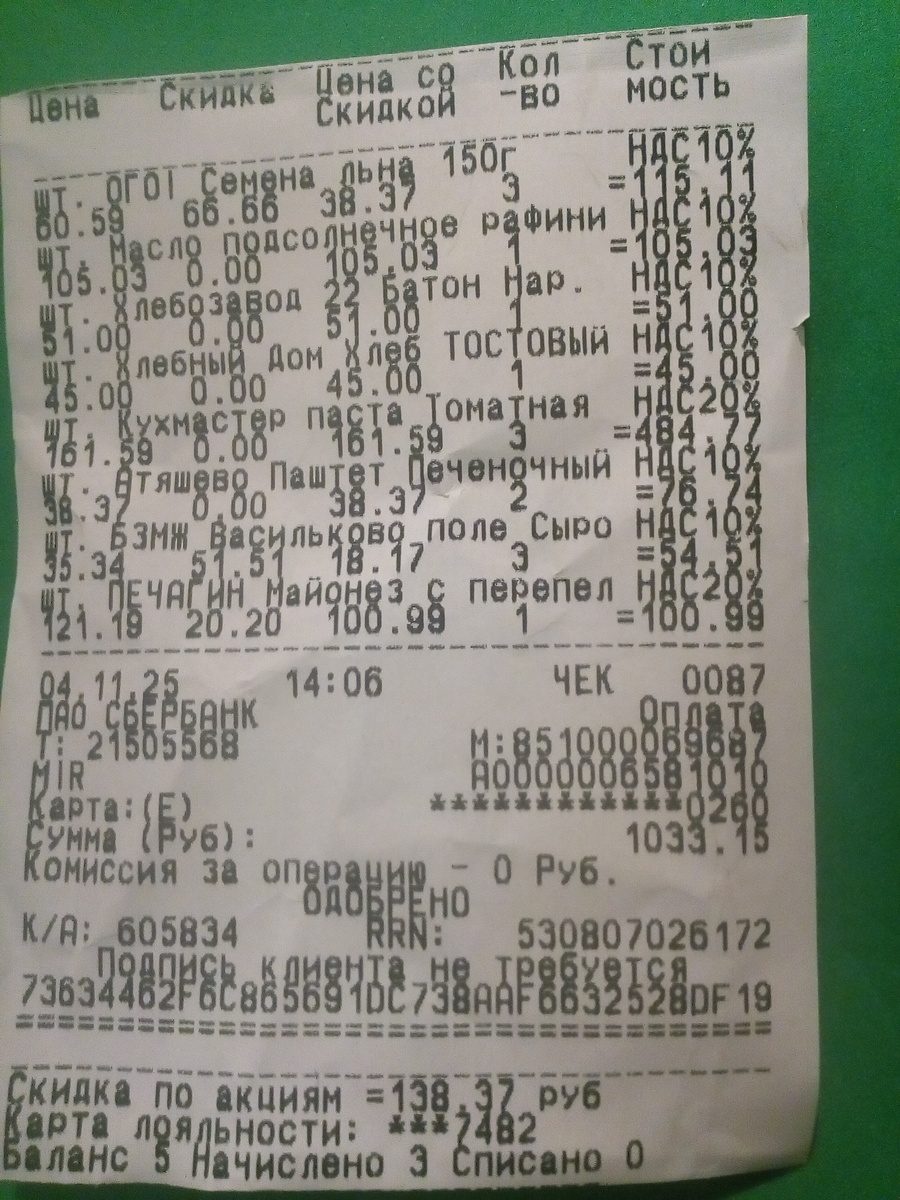 Цена Скидка Цена со Кол Стои
Скидкой -во мость
шт. ОГО! Семена льна 150г НДС10%
60.59 66.66 38.37 3 =115.11
шт. Масло подсолнечное рафини НДС10%
105.03 0.00 105.03 1 =105.03
шт. Хлебозавод 22 Батон Нар. НДС10%
51.00 0.00 51.00 1 =51.00
шт. Хлебный Дом Хлеб ТОСТОВЫЙ НДС10%
45.00 0.00 45.00 1 =45.00
шт. Кухмастер паста Томатная НДС20%
161.59 0.00 161.59 3 =484.77
шт. Атяшево Паштет Печеночный НДС10%
38.37 0.00 38.37 2 =76.74
шт. БЗМЖ Васильково поле Сыро НДС10%
35.34 51.51 18.17 3 =54.51
шт. ПЕЧАГИН Майонез с перепел НДС20%
121.19 20.20 100.99 1 =100.99
04.11.25 14:06 ЧЕК 0087
ПАО СБЕРБАНК Оплата
Т: 21505568 М:851000069687
MIR A0000006581010
Карта:(E) ************0260
Сумма (Руб): 1033.15
Комиссия за операцию - 0 Руб.
ОДОБРЕНО
К/А: 605834 RRN: 530807026172
Подпись клиента не требуется
73634462F6C865691DC738AAF6632528DF19
Скидка по акциям =138.37 руб
Карта лояльности: ***7482
Баланс 5 Начислено 3 Списано 0